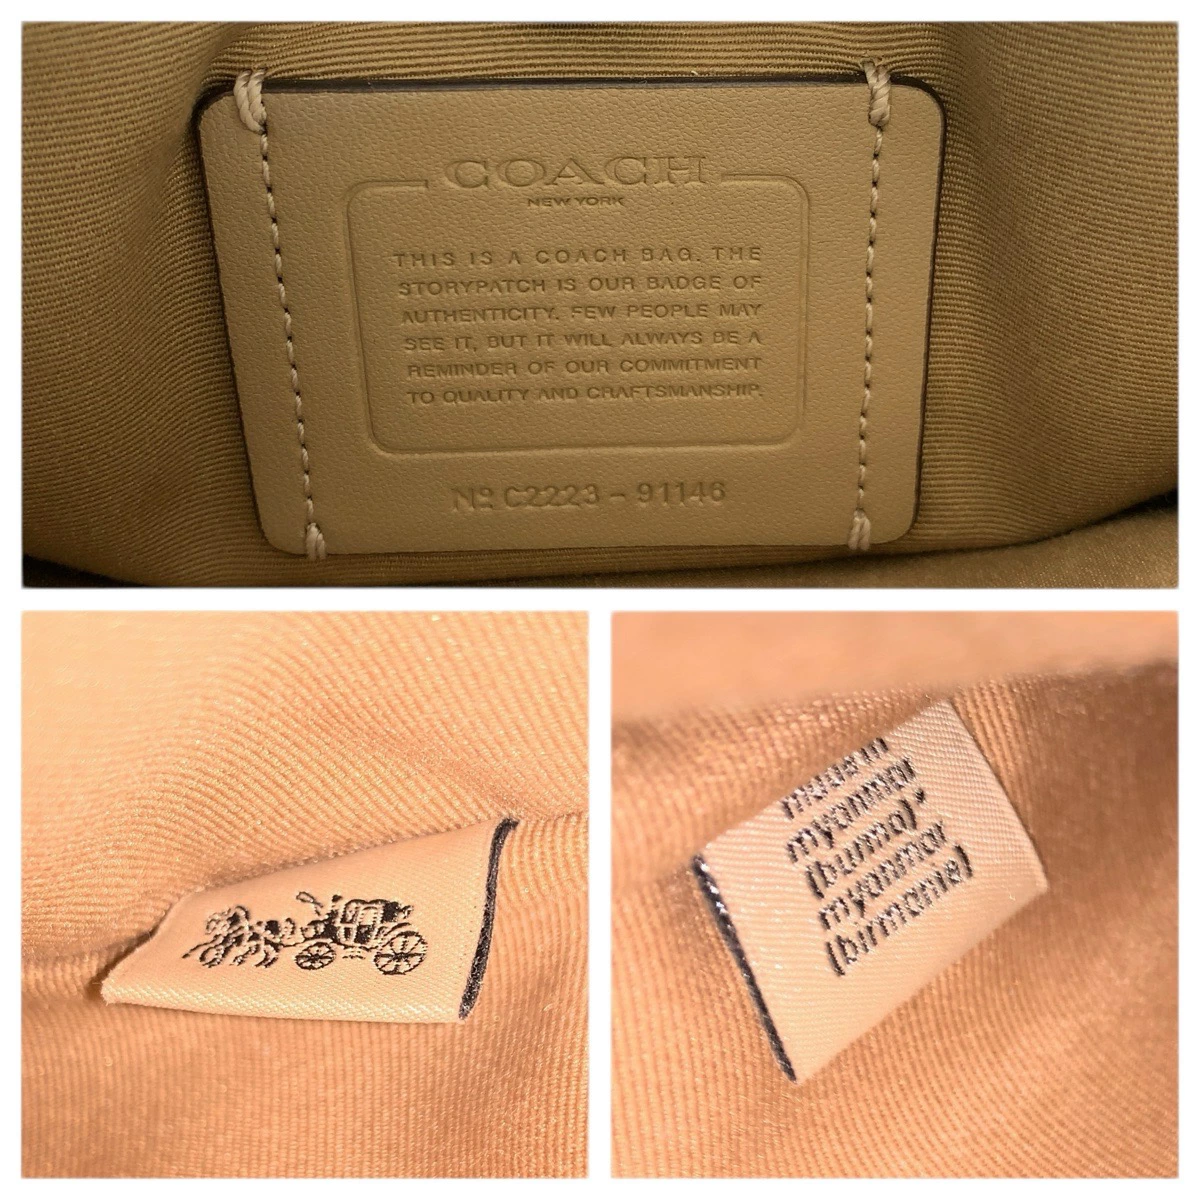 COACH
NEW YORK
THIS IS A COACH BAG. THE
STORYPATCH IS OUR BADGE OF
AUTHENTICITY. FEW PEOPLE MAY
SEE IT, BUT IT WILL ALWAYS BE A
REMINDER OF OUR COMMITMENT
TO QUALITY AND CRAFTSMANSHIP.
Nº C2223 - 91146
made in
myanmar
(burma)*
myanmar
(birmanie)